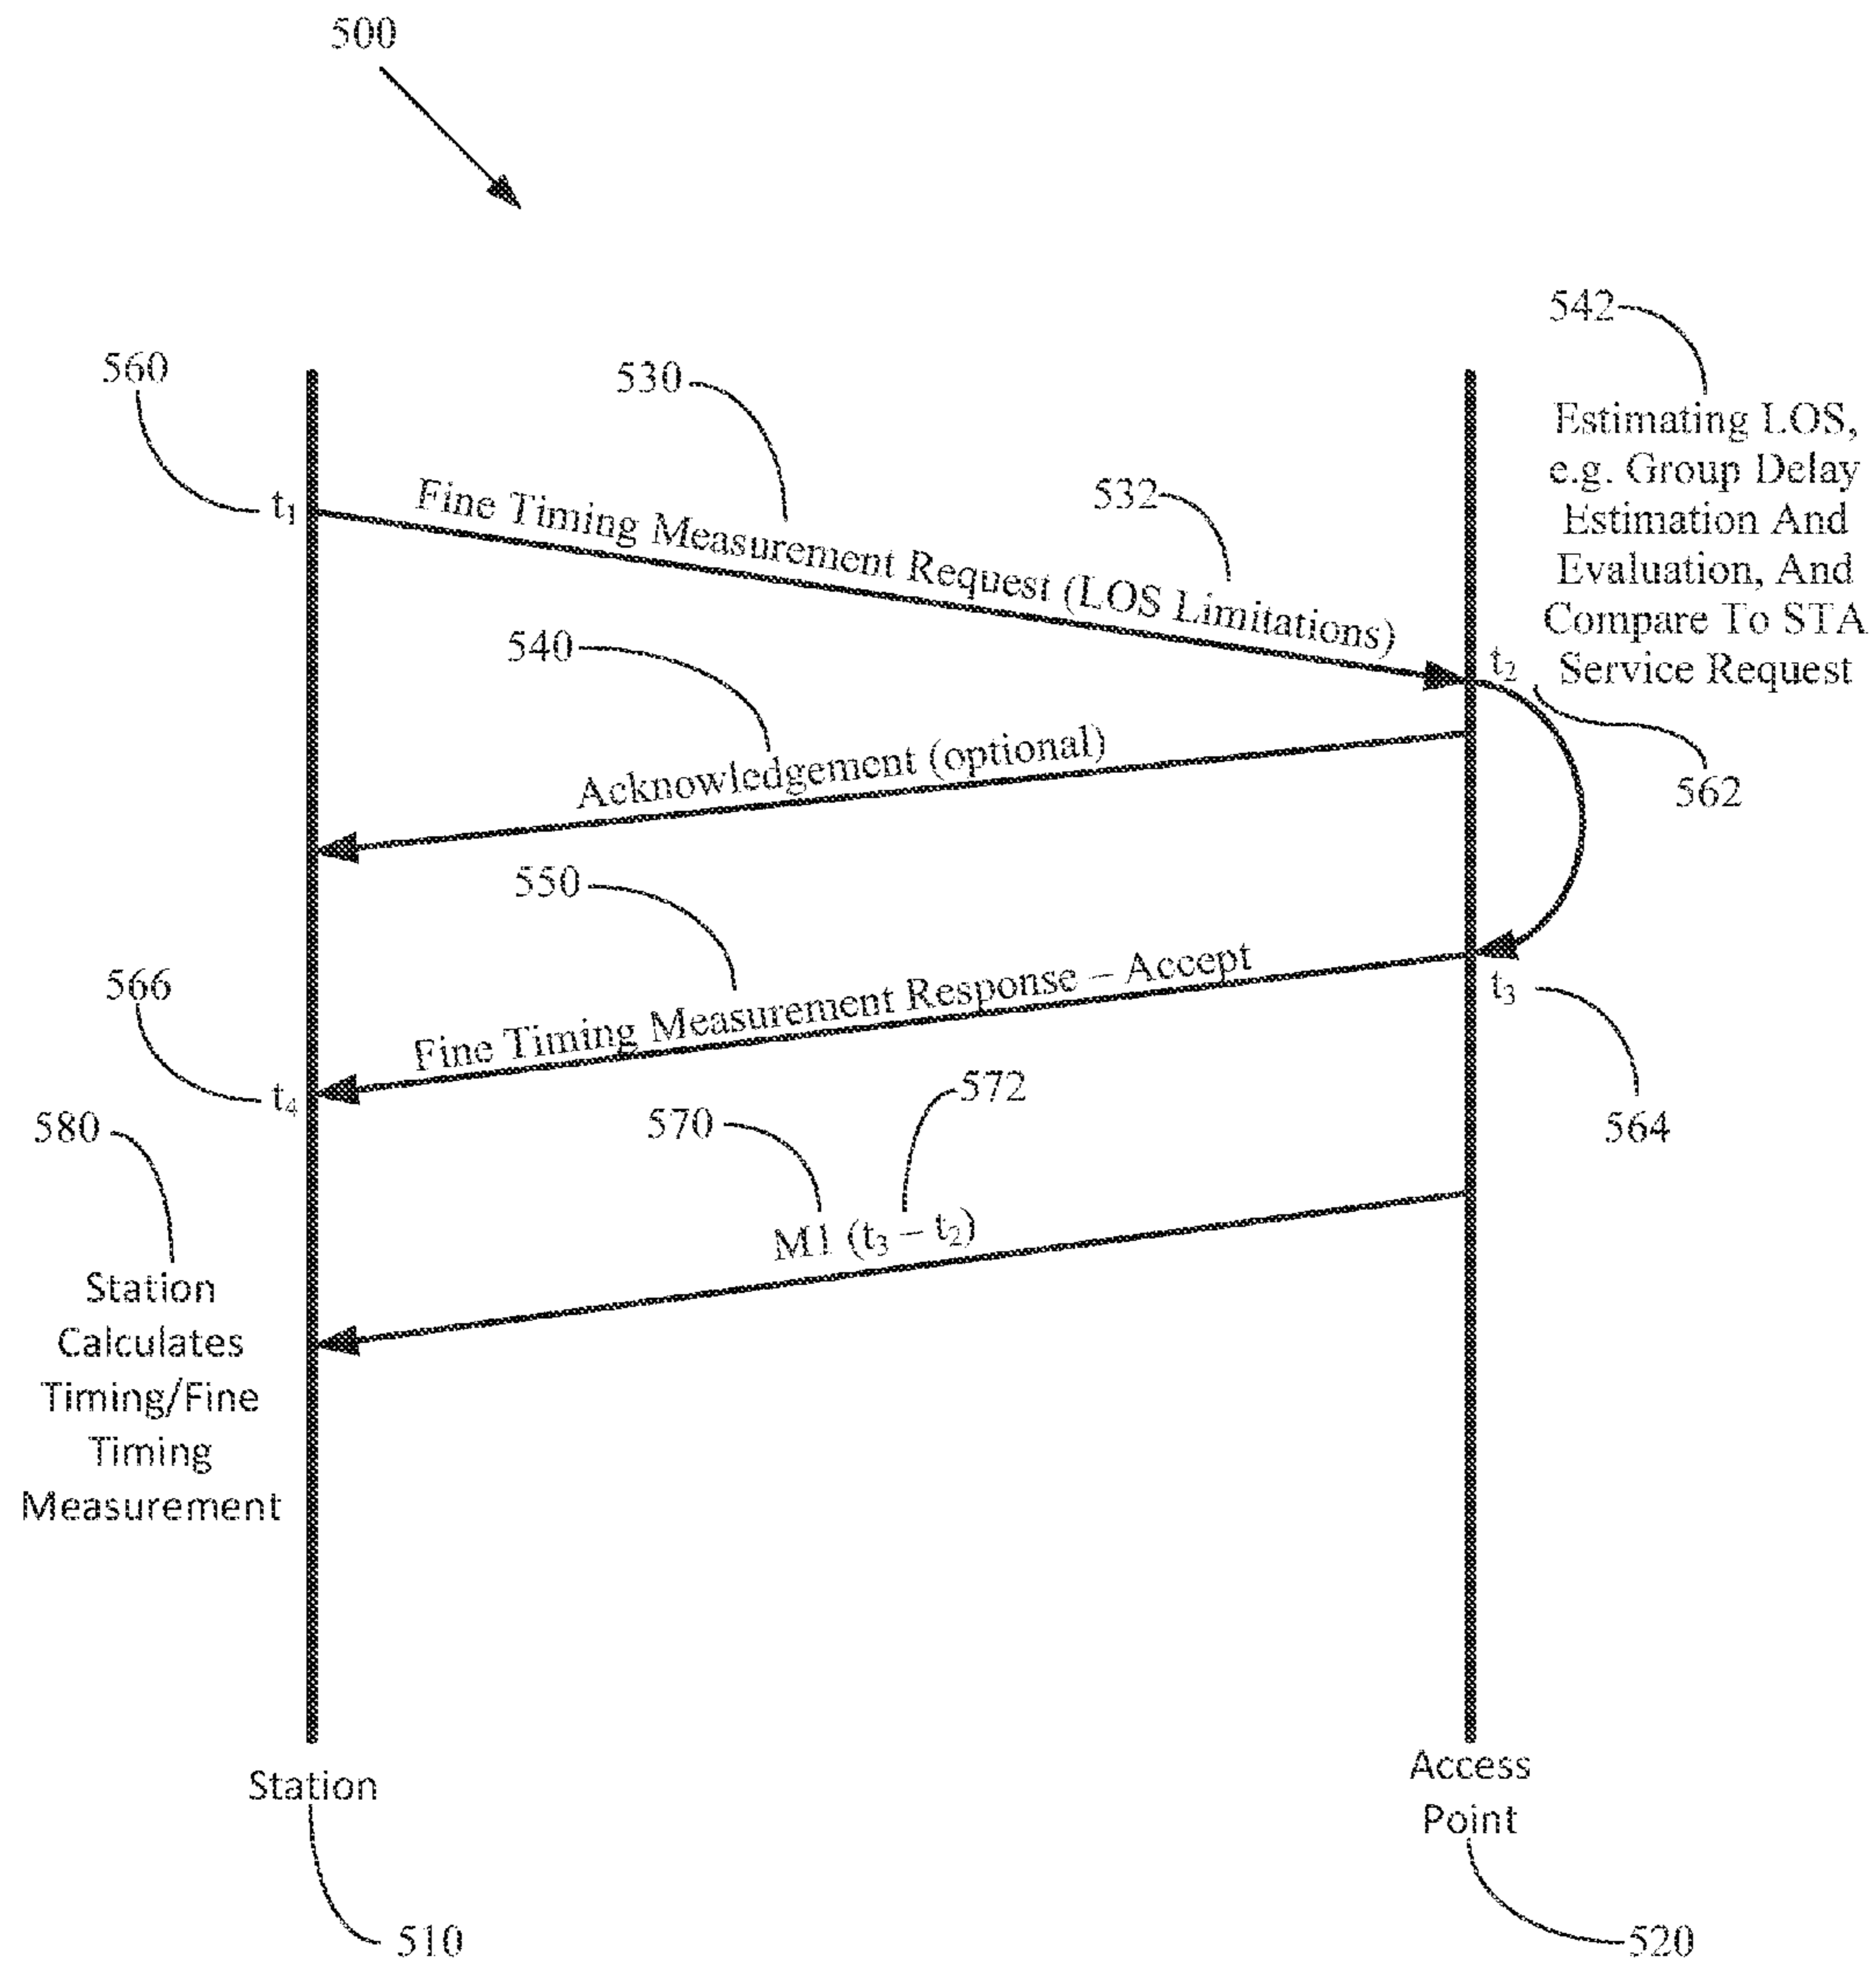 500
542
Estimating LOS,
e.g. Group Delay
Estimation And
Evaluation, And
Compare To STA
Service Request
560
530
t₁
Fine Timing Measurement Request (LOS Limitations)
532
540
t₂
562
Acknowledgement (optional)
550
566
Fine Timing Measurement Response – Accept
t₃
564
t₄
580
570
572
M1 (t₃ – t₂)
Station
Calculates
Timing/Fine
Timing
Measurement
Station
Access
Point
510
520